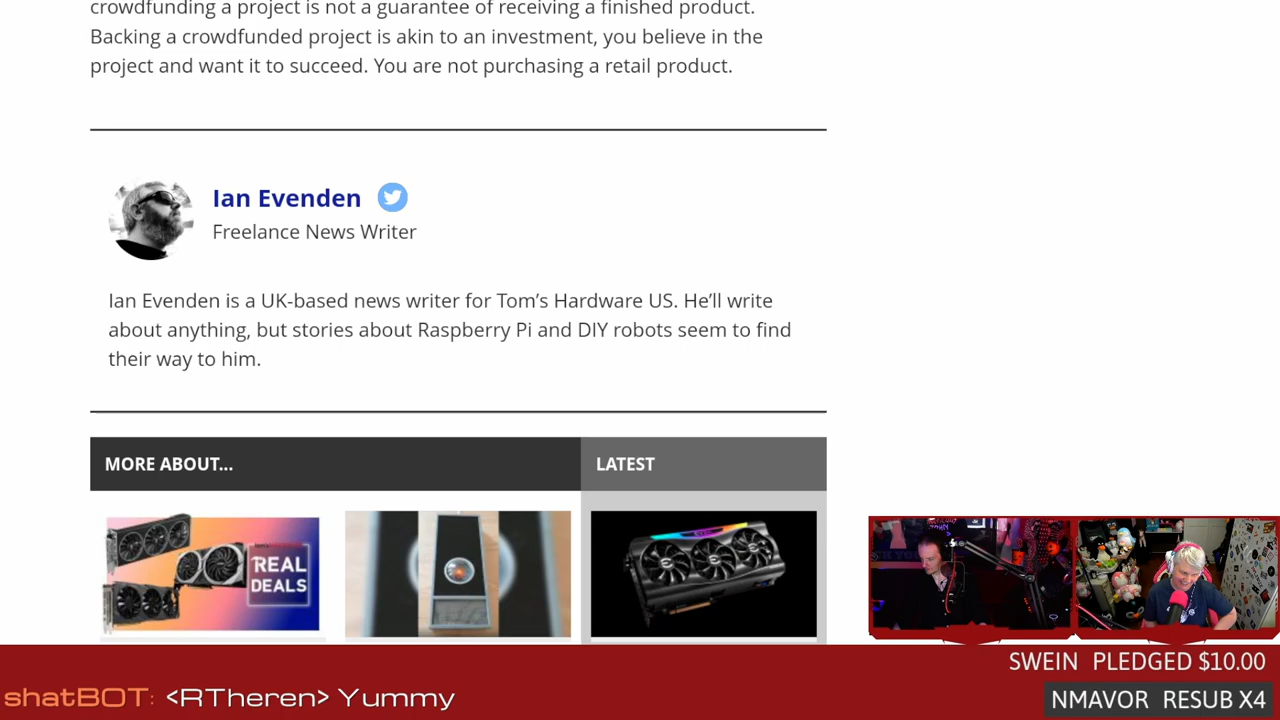 crowdfunding a project is not a guarantee of receiving a finished product.
Backing a crowdfunded project is akin to an investment, you believe in the
project and want it to succeed. You are not purchasing a retail product.
Ian Evenden
Freelance News Writer
Ian Evenden is a UK-based news writer for Tom’s Hardware US. He’ll write
about anything, but stories about Raspberry Pi and DIY robots seem to find
their way to him.
MORE ABOUT...
LATEST
REAL
DEALS
SWEIN PLEDGED $10.00
shatBOT: <RTheren> Yummy
NMAVOR RESUB X4